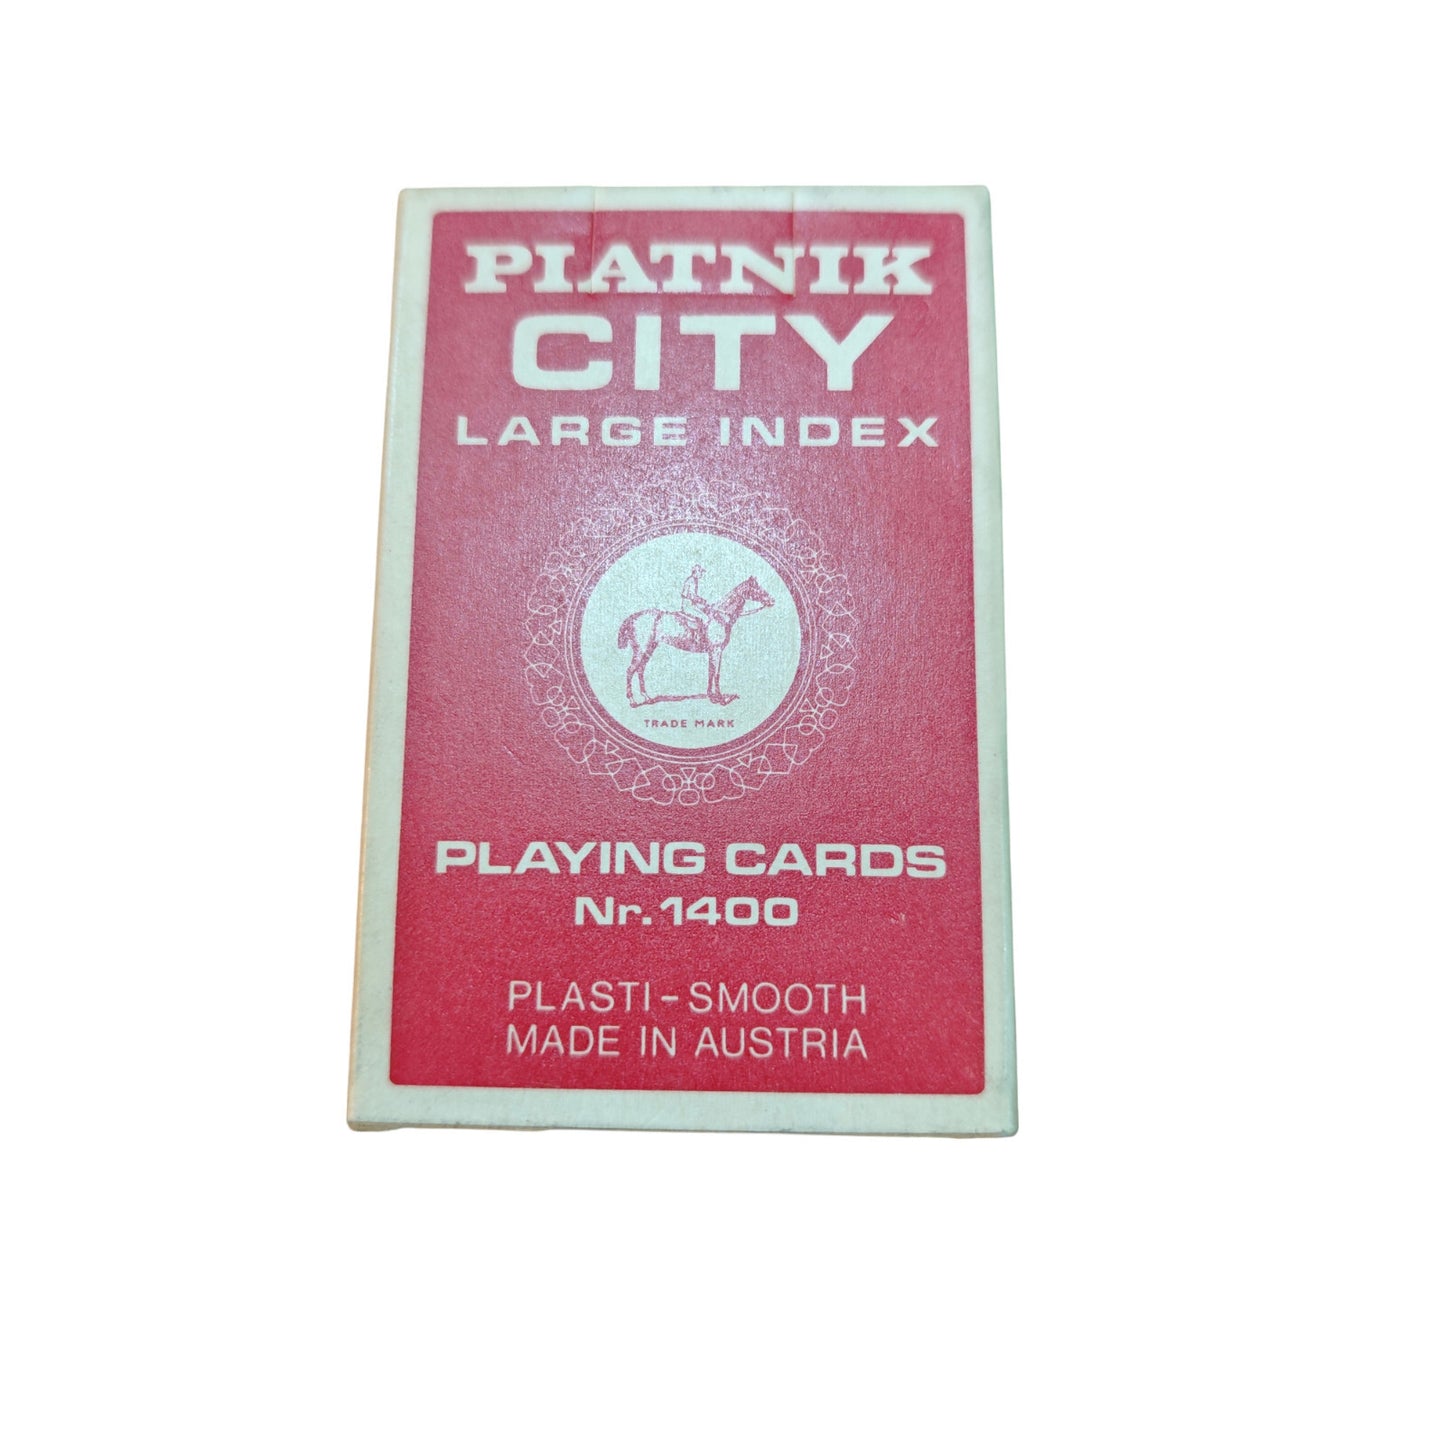 PIATNIK
CITY
LARGE INDEX
TRADE MARK
PLAYING CARDS
Nr. 1400
PLASTI-SMOOTH
MADE IN AUSTRIA